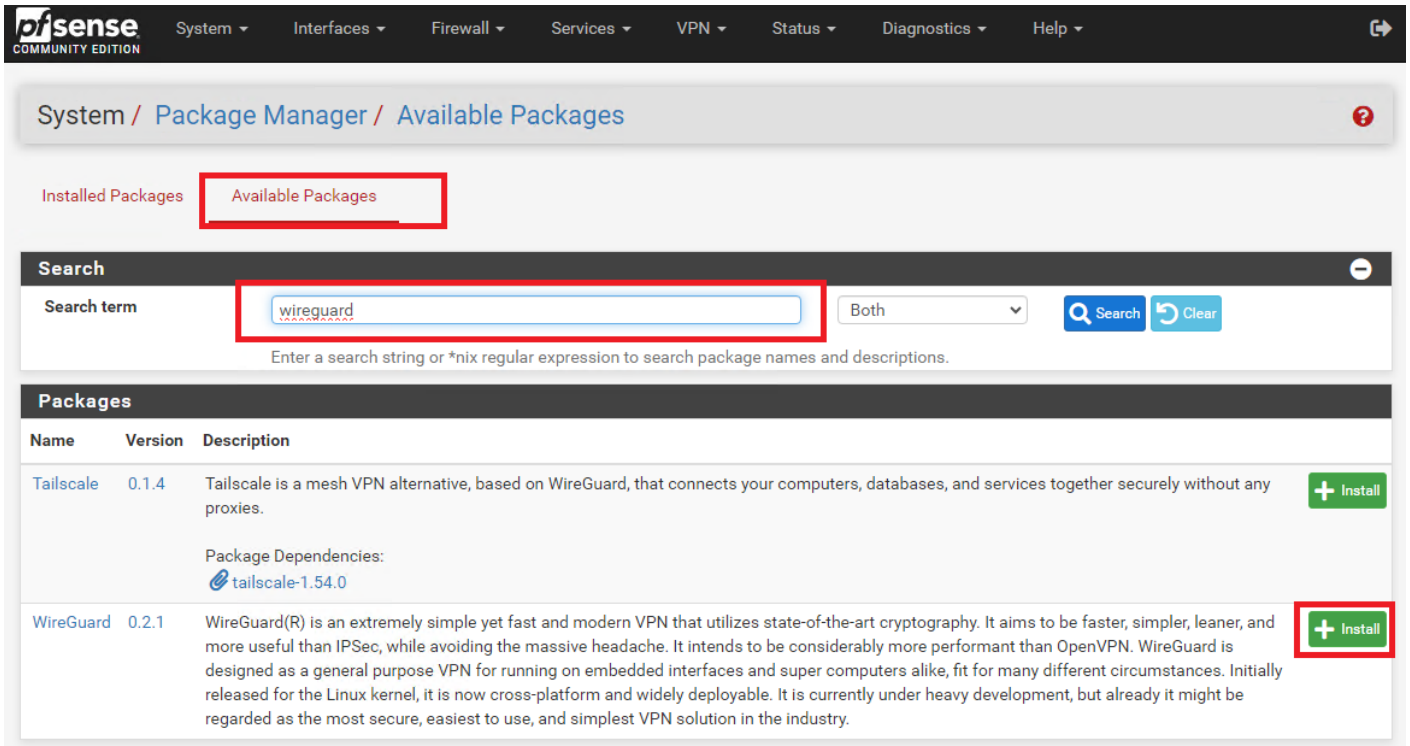 pfsense
COMMUNITY EDITION
System Interfaces Firewall Services VPN Status Diagnostics Help
System / Package Manager / Available Packages
Installed Packages Available Packages
Search
Search term wireguard Both Search Clear
Enter a search string or *nix regular expression to search package names and descriptions.
Packages
Name Version Description
Tailscale 0.1.4 Tailscale is a mesh VPN alternative, based on WireGuard, that connects your computers, databases, and services together securely without any Install
proxies.
Package Dependencies:
tailscale-1.54.0
WireGuard 0.2.1 WireGuard(R) is an extremely simple yet fast and modern VPN that utilizes state-of-the-art cryptography. It aims to be faster, simpler, leaner, and Install
more useful than IPSec, while avoiding the massive headache. It intends to be considerably more performant than OpenVPN. WireGuard is
designed as a general purpose VPN for running on embedded interfaces and super computers alike, fit for many different circumstances. Initially
released for the Linux kernel, it is now cross-platform and widely deployable. It is currently under heavy development, but already it might be
regarded as the most secure, easiest to use, and simplest VPN solution in the industry.